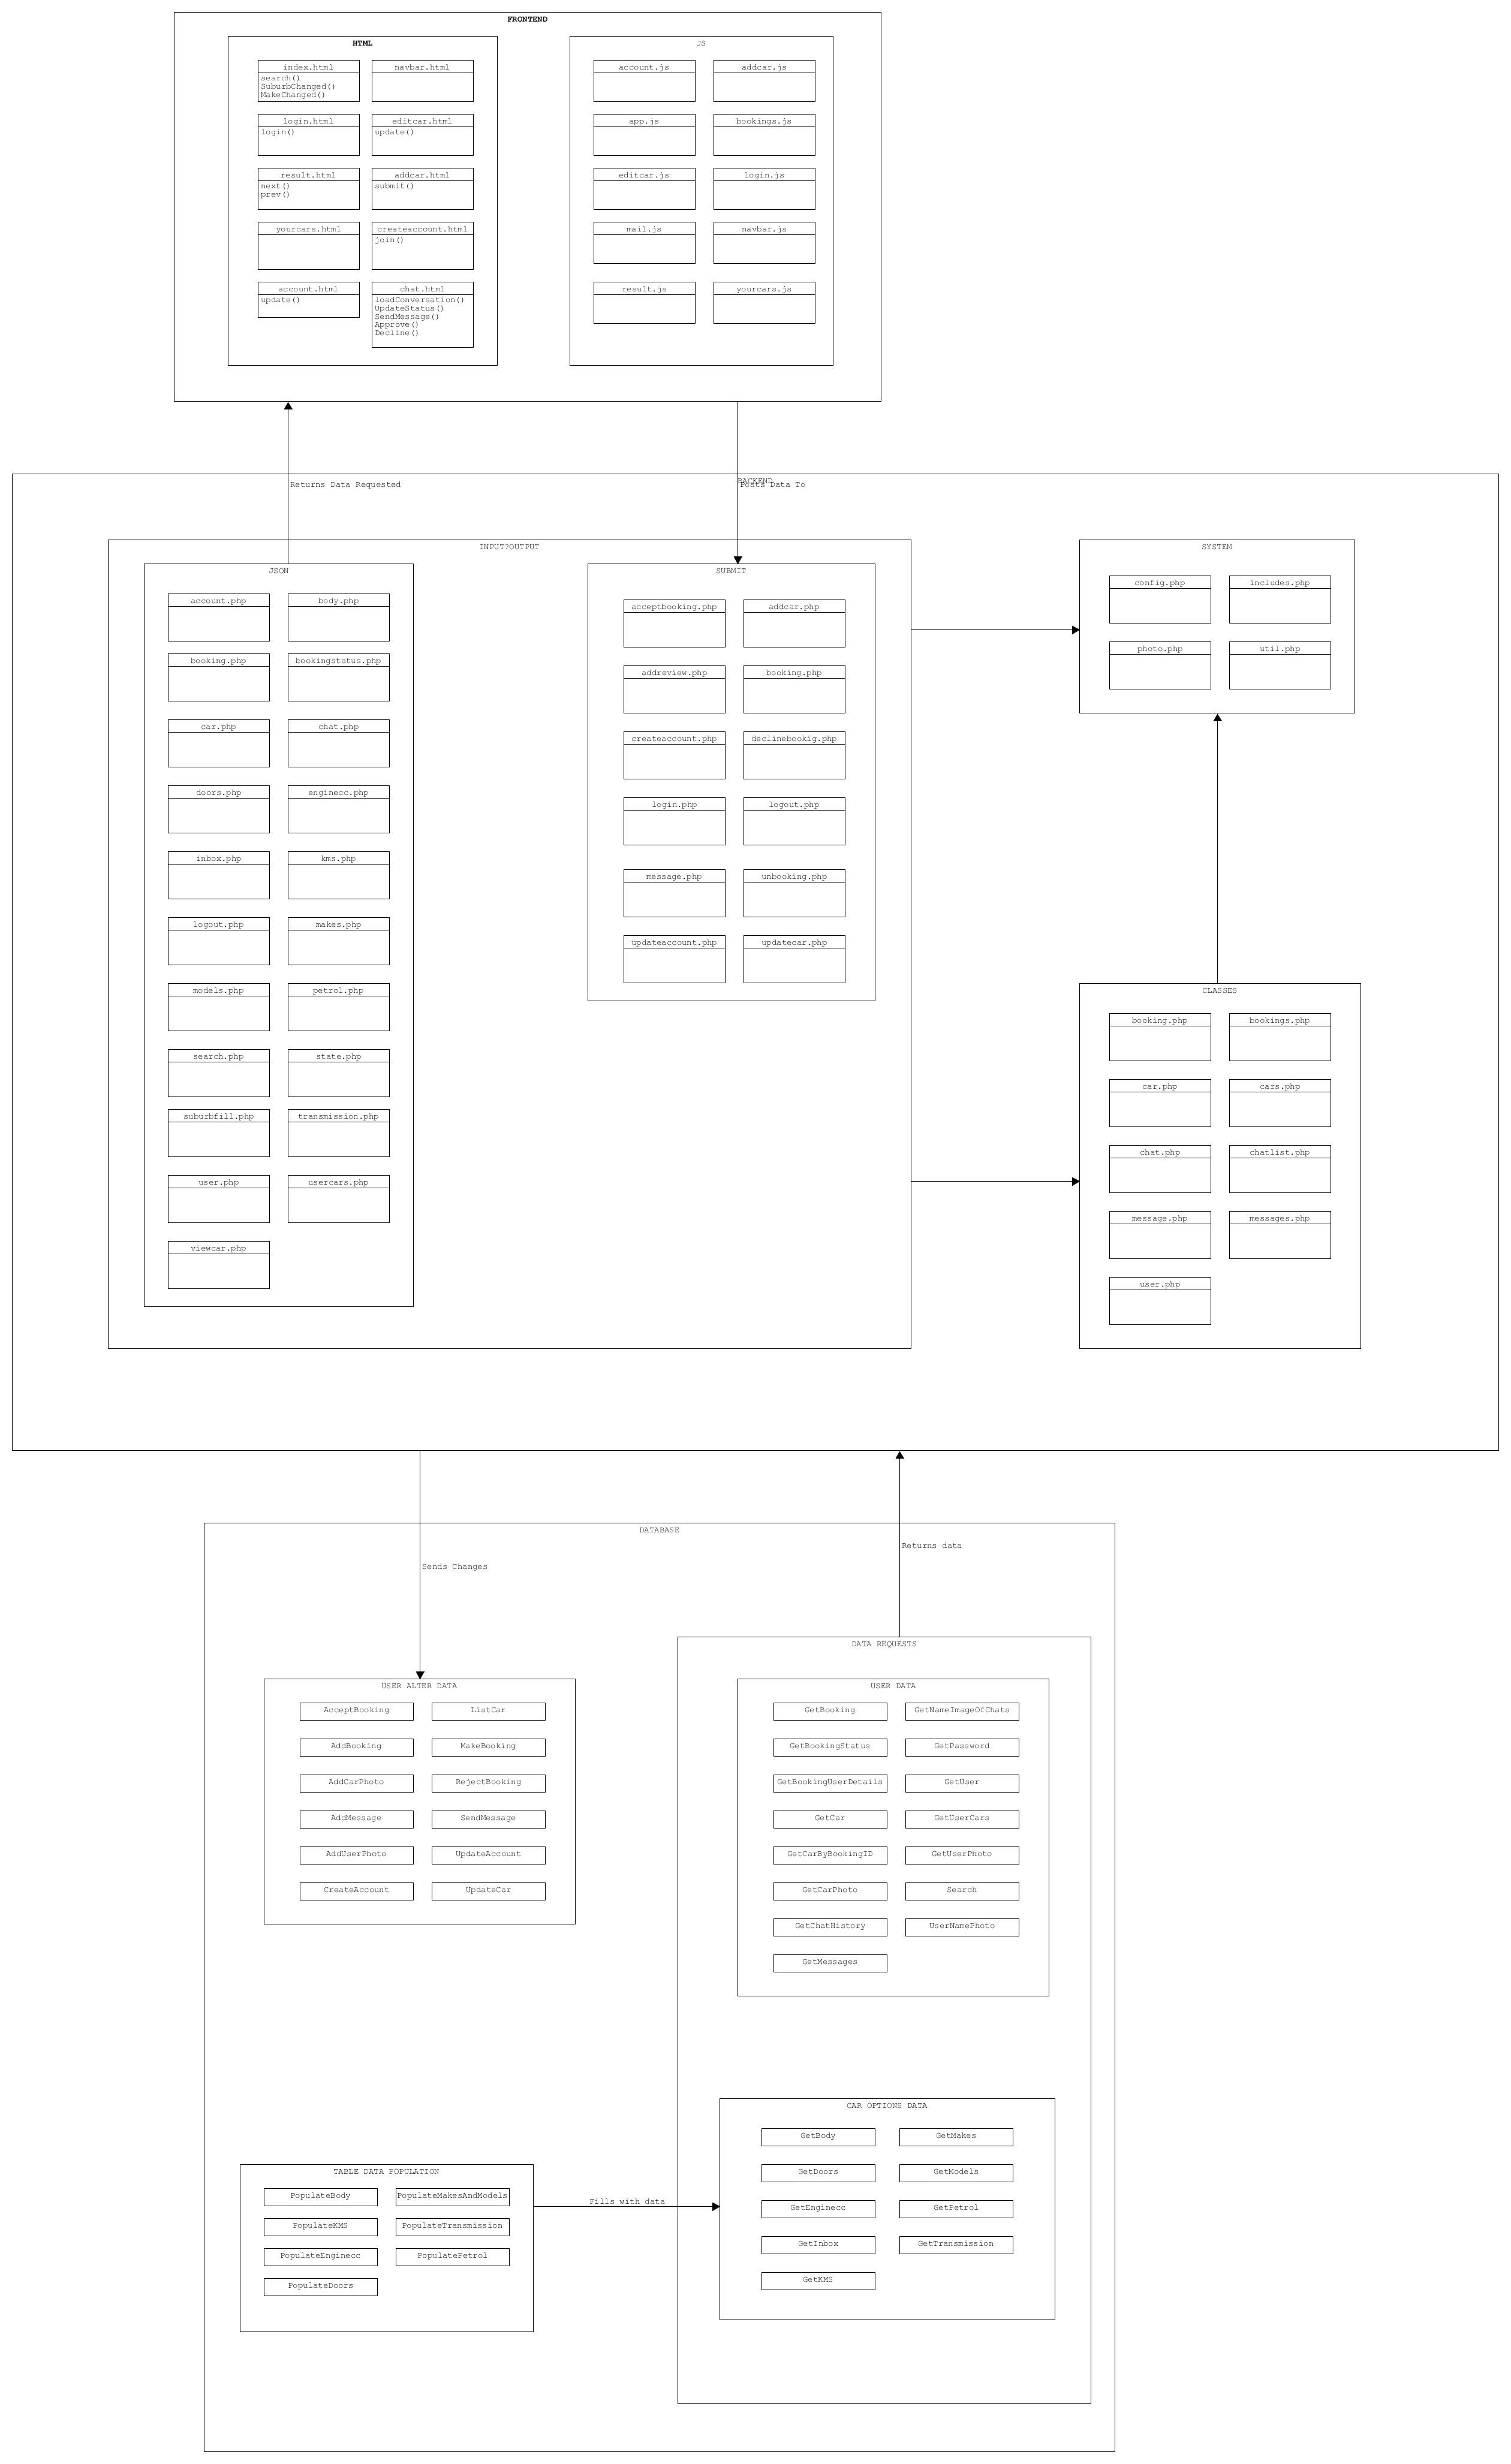 FRONTEND
HTML
index.html
search()
SuburbChanged()
MakeChanged()
navbar.html
login.html
login()
editcar.html
update()
result.html
next()
prev()
addcar.html
submit()
yourcars.html
createaccount.html
join()
account.html
update()
chat.html
loadConversation()
UpdateStatus()
SendMessage()
Approve()
Decline()
JS
account.js
addcar.js
app.js
bookings.js
editcar.js
login.js
mail.js
navbar.js
result.js
yourcars.js
BACKEND
Returns Data Requested
Posts Data To
INPUT?OUTPUT
JSON
account.php
body.php
booking.php
bookingstatus.php
car.php
chat.php
doors.php
enginecc.php
inbox.php
kms.php
logout.php
makes.php
models.php
petrol.php
search.php
state.php
suburbfill.php
transmission.php
user.php
usercars.php
viewcar.php
SUBMIT
acceptbooking.php
addcar.php
addreview.php
booking.php
createaccount.php
declinebookig.php
login.php
logout.php
message.php
unbooking.php
updateaccount.php
updatecar.php
SYSTEM
config.php
includes.php
photo.php
util.php
CLASSES
booking.php
bookings.php
car.php
cars.php
chat.php
chatlist.php
message.php
messages.php
user.php
DATABASE
Sends Changes
Returns data
USER ALTER DATA
AcceptBooking
ListCar
AddBooking
MakeBooking
AddCarPhoto
RejectBooking
AddMessage
SendMessage
AddUserPhoto
UpdateAccount
CreateAccount
UpdateCar
DATA REQUESTS
USER DATA
GetBooking
GetNameImageOfChats
GetBookingStatus
GetPassword
GetBookingUserDetails
GetUser
GetCar
GetUserCars
GetCarByBookingID
GetUserPhoto
GetCarPhoto
Search
GetChatHistory
UserNamePhoto
GetMessages
TABLE DATA POPULATION
PopulateBody
PopulateMakesAndModels
PopulateKMS
PopulateTransmission
PopulateEnginecc
PopulatePetrol
PopulateDoors
Fills with data
CAR OPTIONS DATA
GetBody
GetMakes
GetDoors
GetModels
GetEnginecc
GetPetrol
GetInbox
GetTransmission
GetKMS